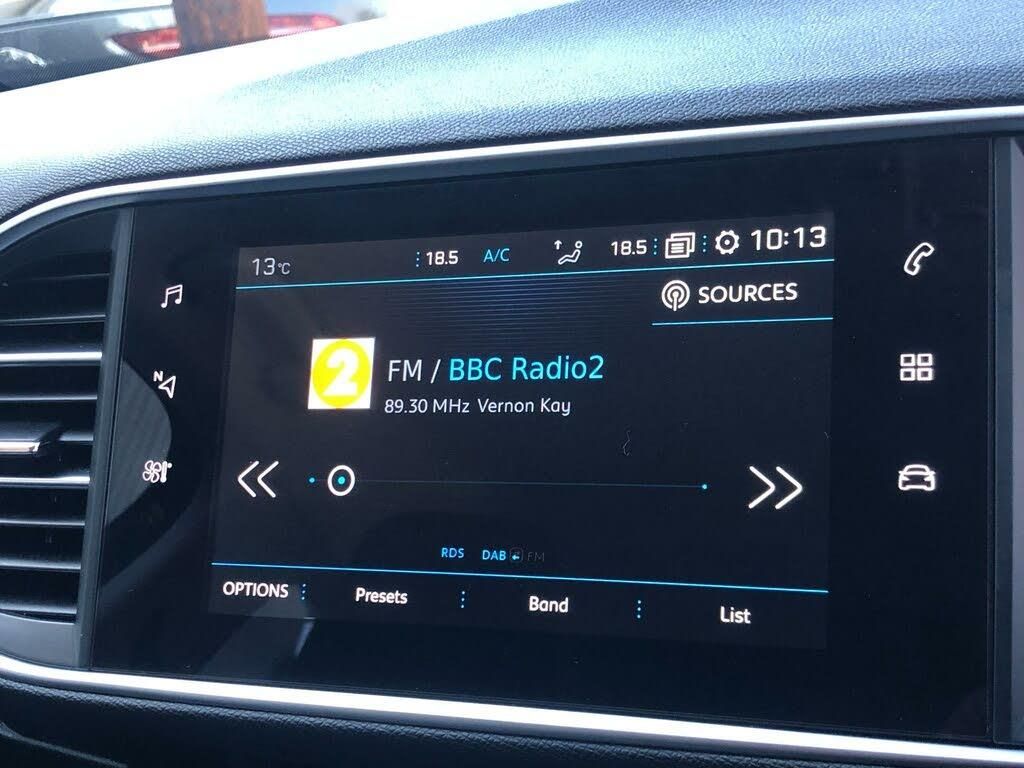 13°C 18.5 A/C 18.5 10:13
SOURCES
2 FM / BBC Radio2
89.30 MHz Vernon Kay
N
RDS DAB FM
OPTIONS Presets Band List